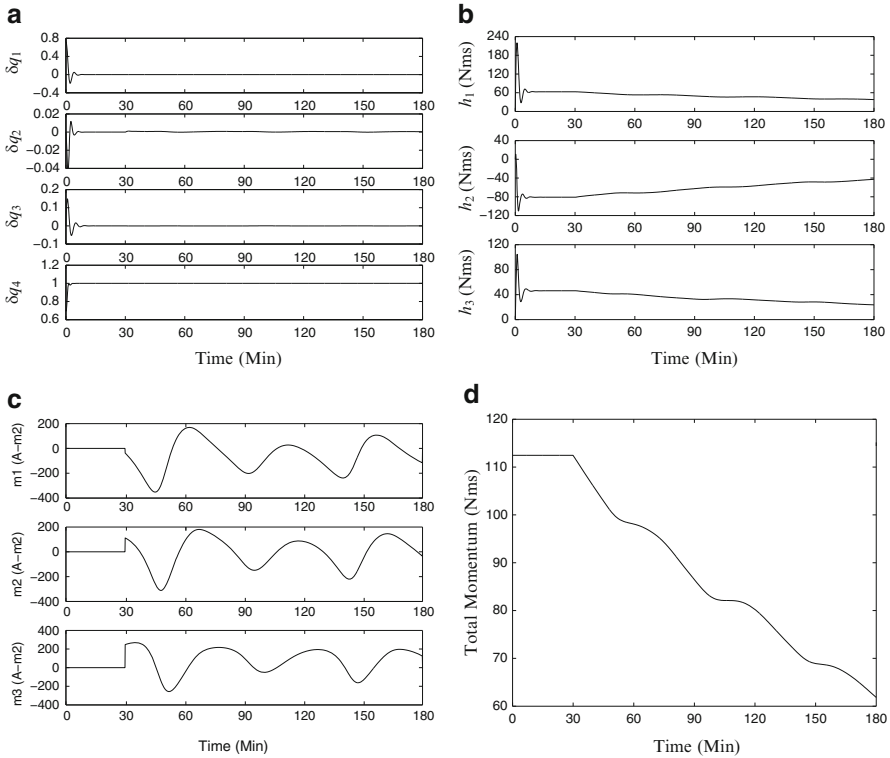 a
δq1
0.8
0.4
0
−0.4
0 30 60 90 120 150 180
δq2
0.02
0
−0.02
−0.04
0 30 60 90 120 150 180
δq3
0.2
0.1
0
−0.1
0 30 60 90 120 150 180
δq4
1.2
1
0.8
0.6
0 30 60 90 120 150 180
Time (Min)
b
h1 (Nms)
240
180
120
60
0
0 30 60 90 120 150 180
h2 (Nms)
40
0
−40
−80
−120
0 30 60 90 120 150 180
h3 (Nms)
120
80
40
0
0 30 60 90 120 150 180
Time (Min)
c
m1 (A−m2)
200
0
−200
−400
0 30 60 90 120 150 180
m2 (A−m2)
200
0
−200
−400
0 30 60 90 120 150 180
m3 (A−m2)
400
200
0
−200
−400
0 30 60 90 120 150 180
Time (Min)
d
Total Momentum (Nms)
120
110
100
90
80
70
60
0 30 60 90 120 150 180
Time (Min)